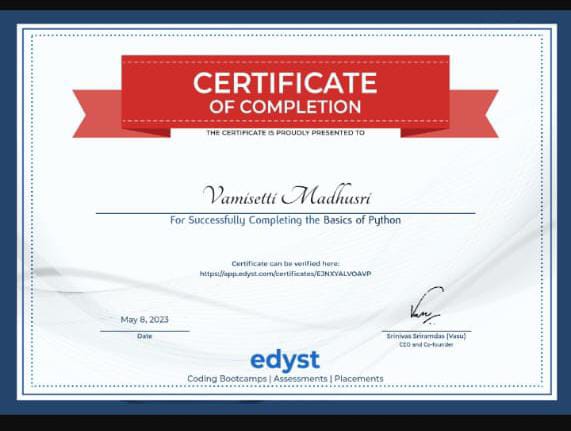 CERTIFICATE
OF COMPLETION
THE CERTIFICATE IS PROUDLY PRESENTED TO
Vamisetti Madhusri
For Successfully Completing the Basics of Python
Certificate can be verified here:
https://app.edyst.com/certificates/EJNXYALVOAVP
May 8, 2023
Date
Srinivas Sriramdas (Vasu)
CEO and Co-founder
edyst
Coding Bootcamps | Assessments | Placements